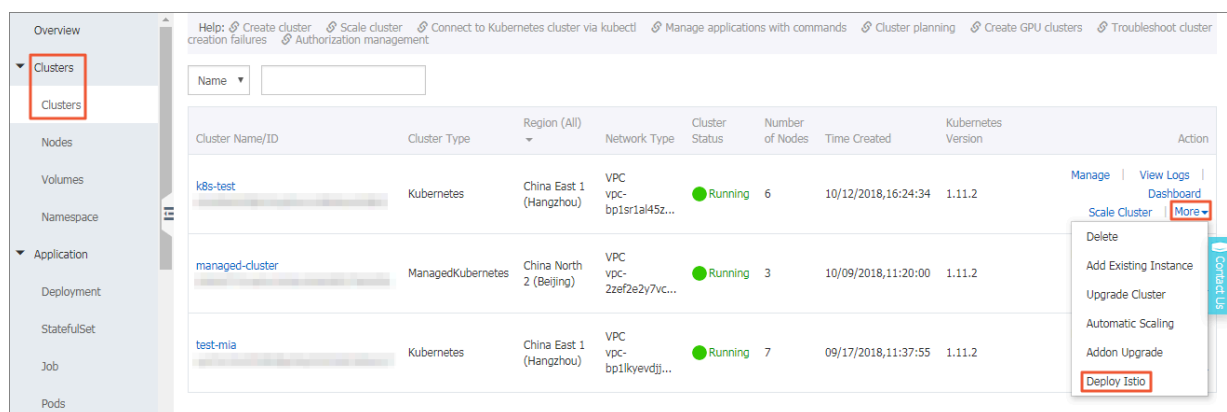 Overview
Clusters
Clusters
Nodes
Volumes
Namespace
Application
Deployment
StatefulSet
Job
Pods
Help: Create cluster Scale cluster Connect to Kubernetes cluster via kubectl Manage applications with commands Cluster planning Create GPU clusters Troubleshoot cluster
creation failures Authorization management
Name
Cluster Name/ID Cluster Type Region (All) Network Type Cluster Status Number of Nodes Time Created Kubernetes Version Action
k8s-test Kubernetes China East 1 (Hangzhou) VPC vpc-bp1sr1al45z... Running 6 10/12/2018,16:24:34 1.11.2
Manage | View Logs |
Dashboard
Scale Cluster | More
managed-cluster ManagedKubernetes China North 2 (Beijing) VPC vpc-2zef2e2y7vc... Running 3 10/09/2018,11:20:00 1.11.2
test-mia Kubernetes China East 1 (Hangzhou) VPC vpc-bp1lkyevdjj... Running 7 09/17/2018,11:37:55 1.11.2
Delete
Add Existing Instance
Upgrade Cluster
Automatic Scaling
Addon Upgrade
Deploy Istio
Contact Us